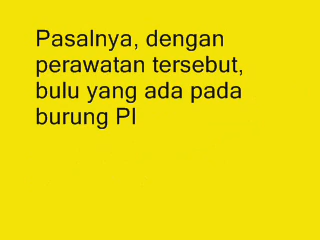 Pasalnya, dengan
perawatan tersebut,
bulu yang ada pada
burung Pl